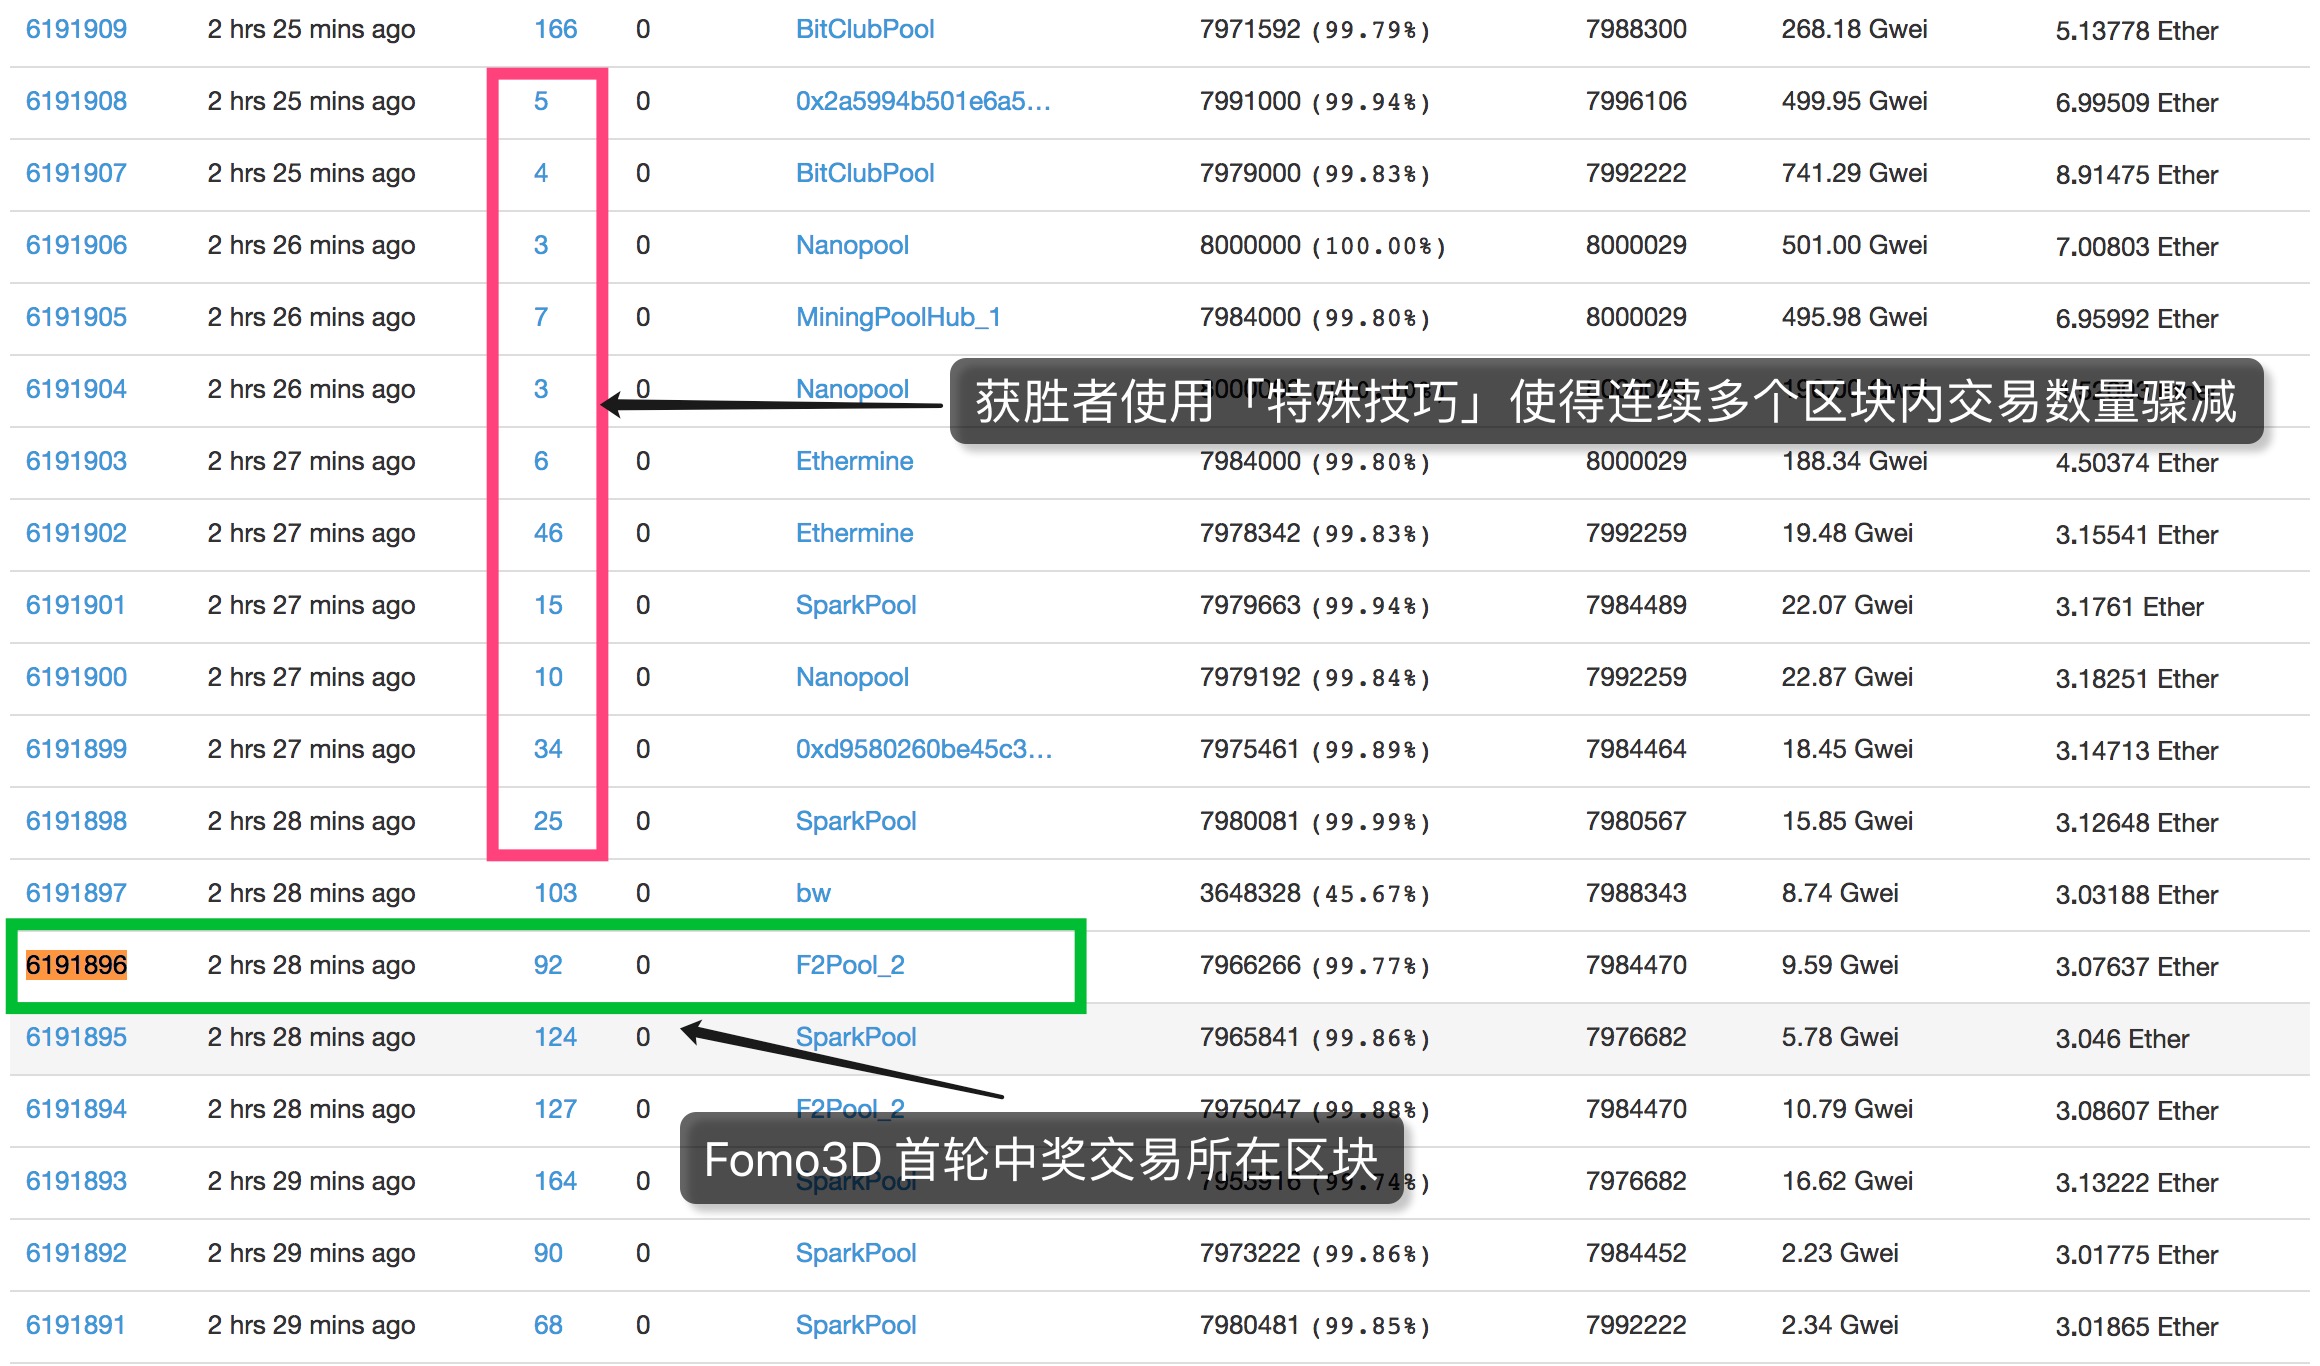 6191909 2 hrs 25 mins ago 166 0 BitClubPool 7971592 (99.79%) 7988300 268.18 Gwei 5.13778 Ether
6191908 2 hrs 25 mins ago 5 0 0x2a5994b501e6a5... 7991000 (99.94%) 7996106 499.95 Gwei 6.99509 Ether
6191907 2 hrs 25 mins ago 4 0 BitClubPool 7979000 (99.83%) 7992222 741.29 Gwei 8.91475 Ether
6191906 2 hrs 26 mins ago 3 0 Nanopool 8000000 (100.00%) 8000029 501.00 Gwei 7.00803 Ether
6191905 2 hrs 26 mins ago 7 0 MiningPoolHub_1 7984000 (99.80%) 8000029 495.98 Gwei 6.95992 Ether
6191904 2 hrs 26 mins ago 3 0 Nanopool
获胜者使用「特殊技巧」使得连续多个区块内交易数量骤减
6191903 2 hrs 27 mins ago 6 0 Ethermine 7984000 (99.80%) 8000029 188.34 Gwei 4.50374 Ether
6191902 2 hrs 27 mins ago 46 0 Ethermine 7978342 (99.83%) 7992259 19.48 Gwei 3.15541 Ether
6191901 2 hrs 27 mins ago 15 0 SparkPool 7979663 (99.94%) 7984489 22.07 Gwei 3.1761 Ether
6191900 2 hrs 27 mins ago 10 0 Nanopool 7979192 (99.84%) 7992259 22.87 Gwei 3.18251 Ether
6191899 2 hrs 27 mins ago 34 0 0xd9580260be45c3... 7975461 (99.89%) 7984464 18.45 Gwei 3.14713 Ether
6191898 2 hrs 28 mins ago 25 0 SparkPool 7980081 (99.99%) 7980567 15.85 Gwei 3.12648 Ether
6191897 2 hrs 28 mins ago 103 0 bw 3648328 (45.67%) 7988343 8.74 Gwei 3.03188 Ether
6191896 2 hrs 28 mins ago 92 0 F2Pool_2 7966266 (99.77%) 7984470 9.59 Gwei 3.07637 Ether
6191895 2 hrs 28 mins ago 124 0 SparkPool 7965841 (99.86%) 7976682 5.78 Gwei 3.046 Ether
6191894 2 hrs 28 mins ago 127 0 F2Pool_2 7975047 (99.88%) 7984470 10.79 Gwei 3.08607 Ether
Fomo3D 首轮中奖交易所在区块
6191893 2 hrs 29 mins ago 164 0 SparkPool 7955916 (99.74%) 7976682 16.62 Gwei 3.13222 Ether
6191892 2 hrs 29 mins ago 90 0 SparkPool 7973222 (99.86%) 7984452 2.23 Gwei 3.01775 Ether
6191891 2 hrs 29 mins ago 68 0 SparkPool 7980481 (99.85%) 7992222 2.34 Gwei 3.01865 Ether